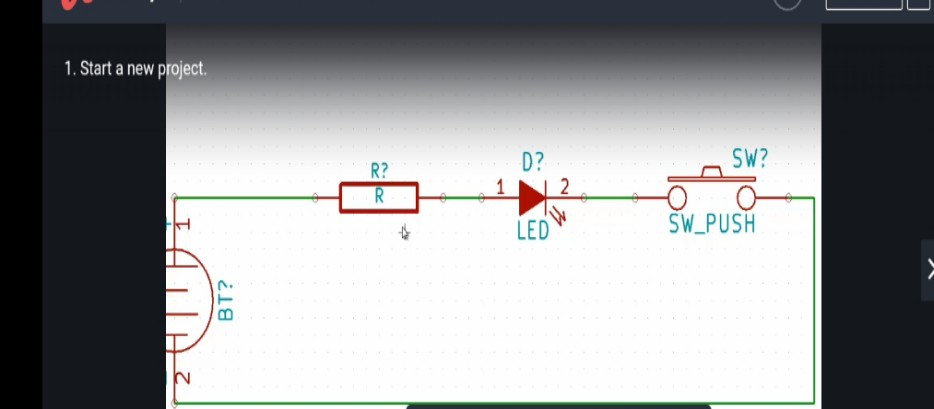 1. Start a new project.
R?
R
D?
1
2
LED
SW?
SW_PUSH
1
BT?
2